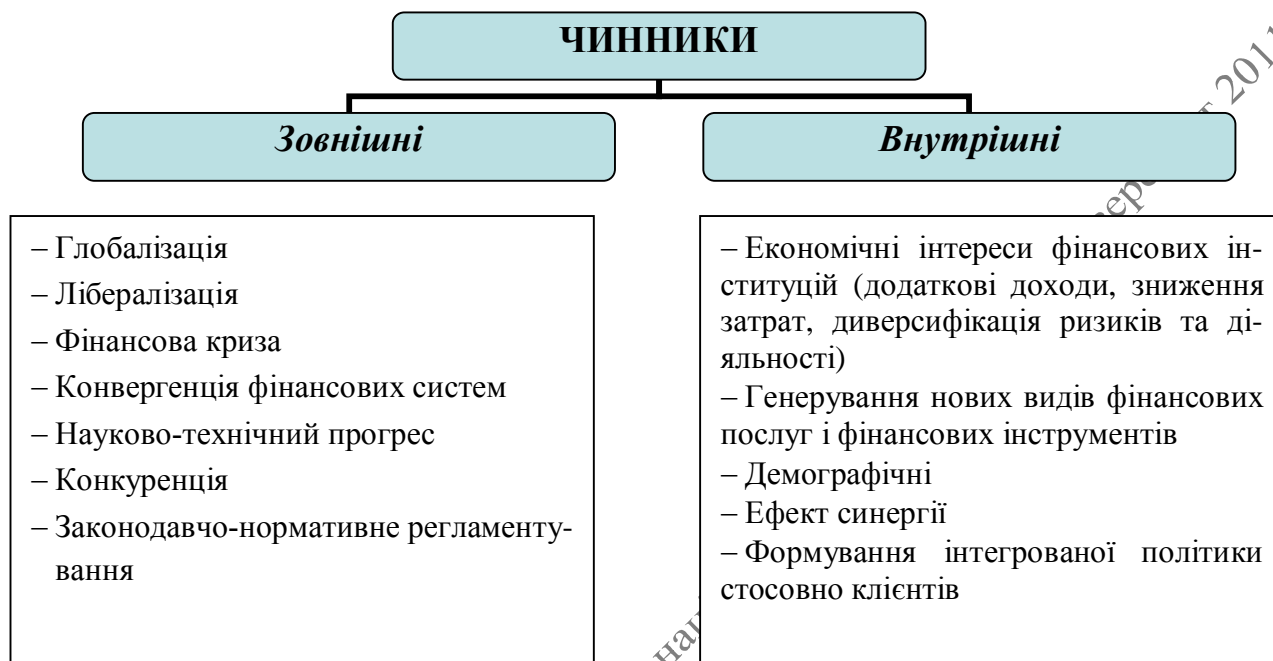 ЧИННИКИ
Зовнішні
Внутрішні
– Глобалізація
– Лібералізація
– Фінансова криза
– Конвергенція фінансових систем
– Науково-технічний прогрес
– Конкуренція
– Законодавчо-нормативне регламенту-
вання
– Економічні інтереси фінансових ін-
ституцій (додаткові доходи, зниження
затрат, диверсифікація ризиків та ді-
яльності)
– Генерування нових видів фінансових
послуг і фінансових інструментів
– Демографічні
– Ефект синергії
– Формування інтегрованої політики
стосовно клієнтів